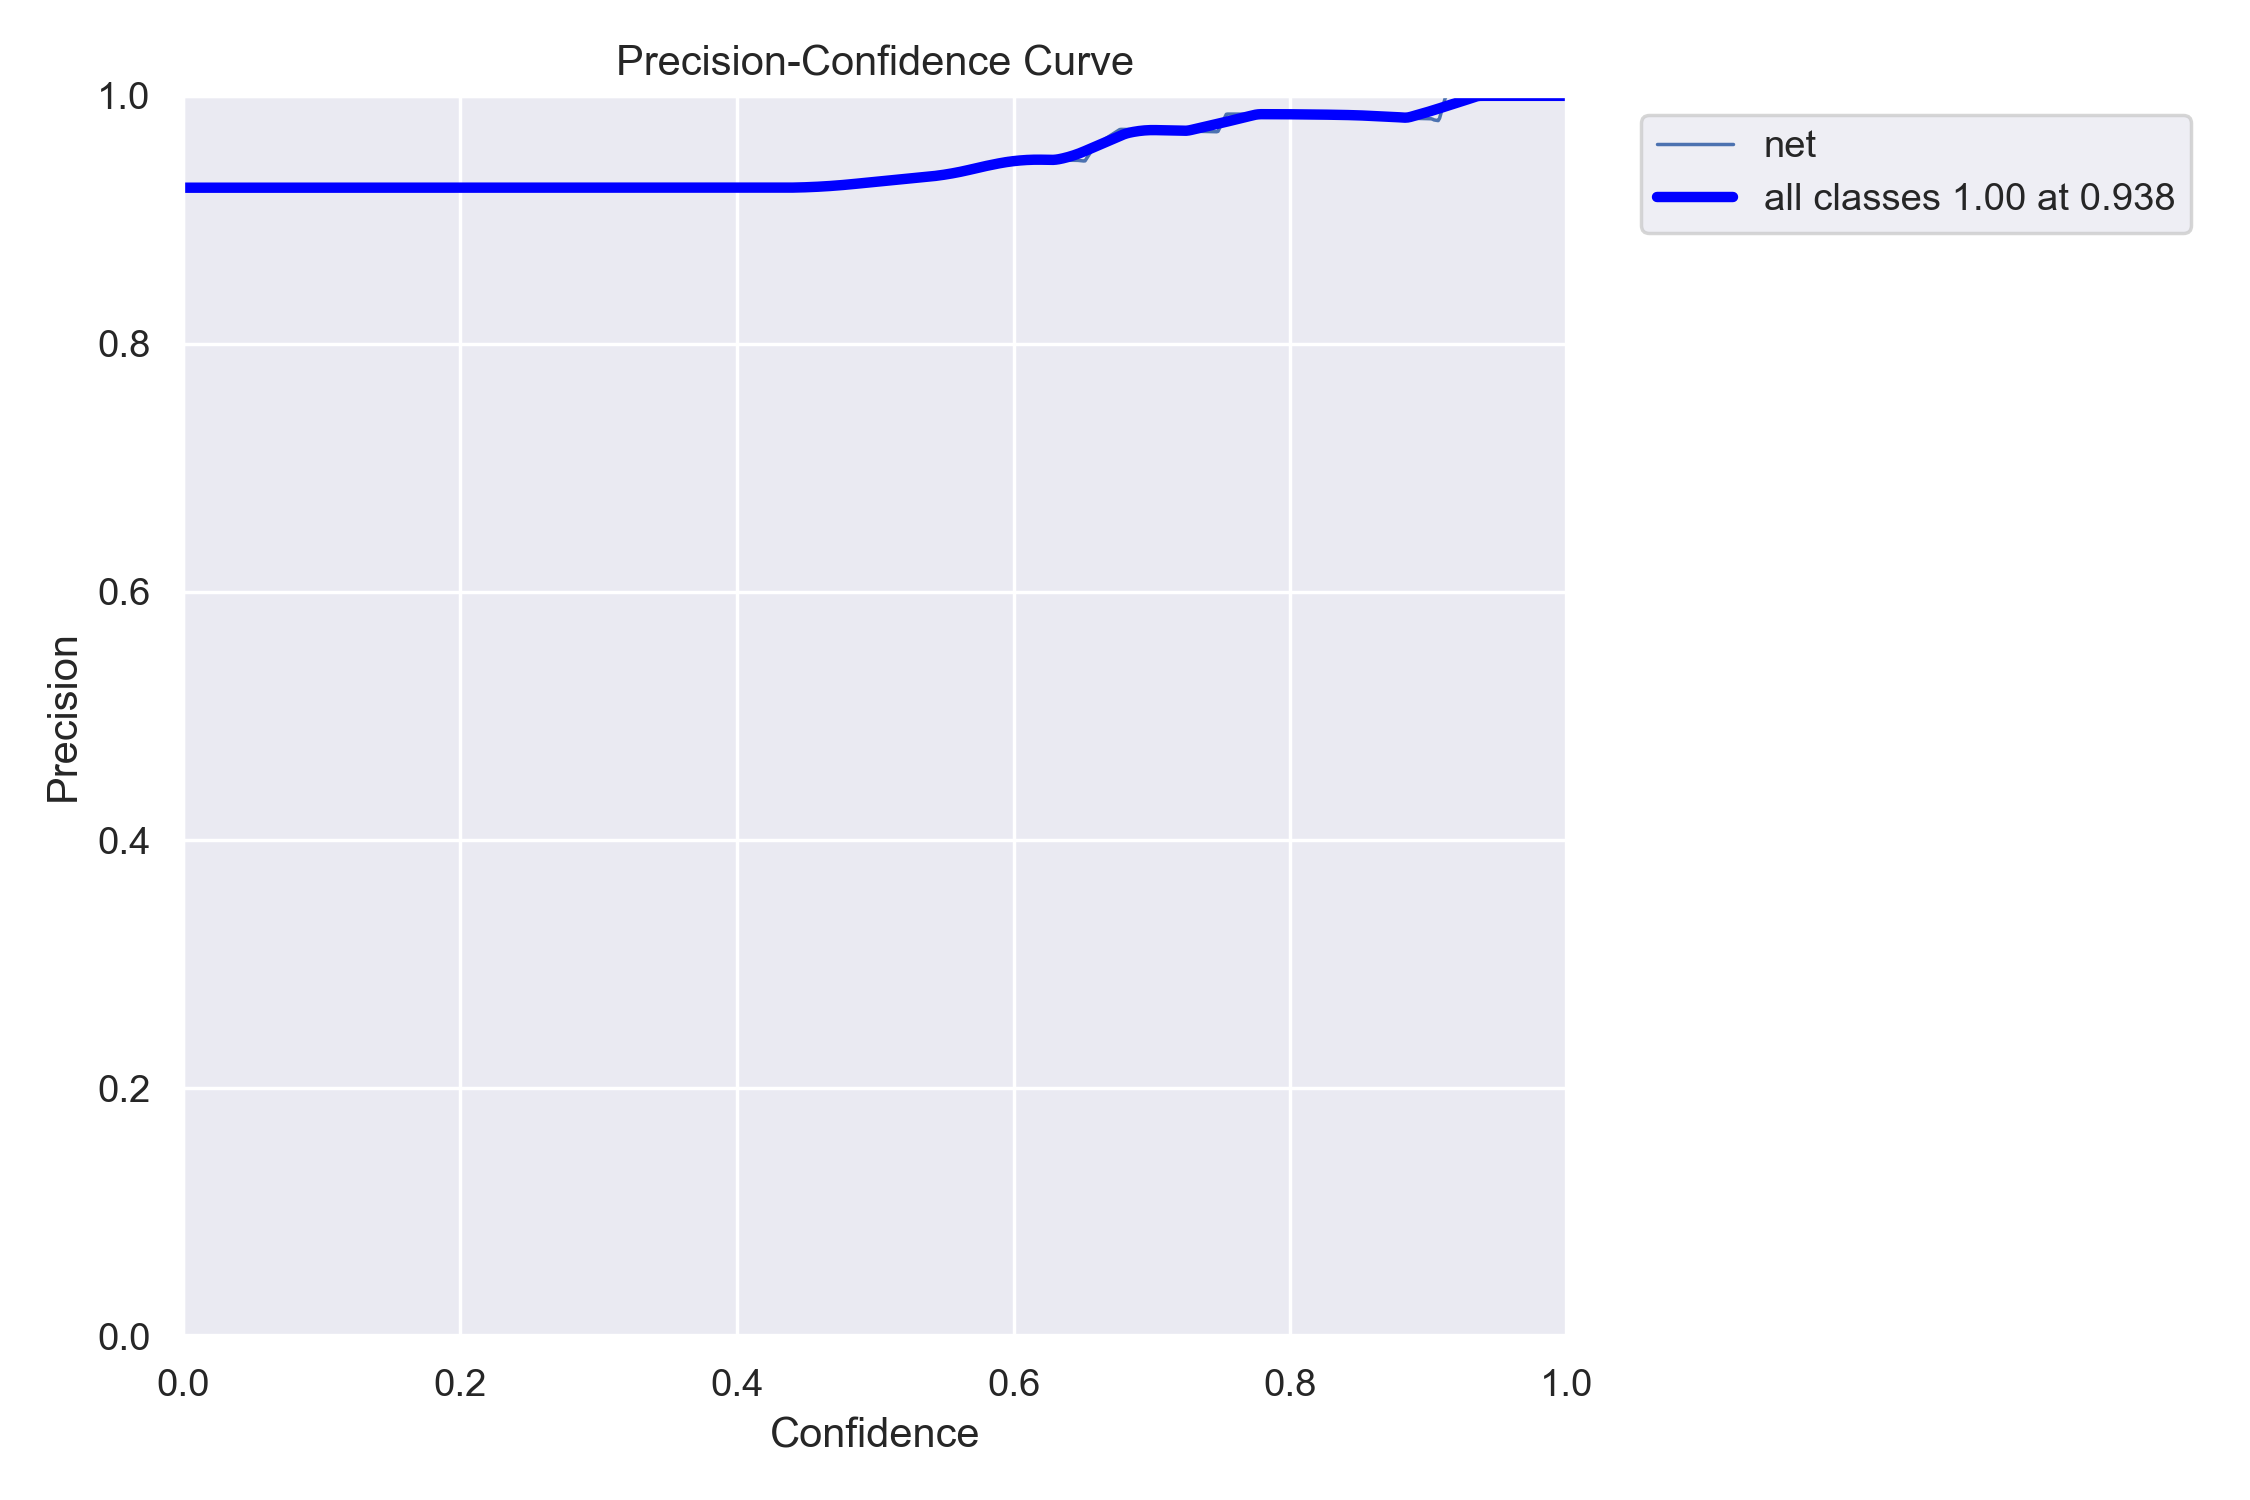 Precision-Confidence Curve
1.0
0.8
0.6
0.4
0.2
0.0
Precision
0.0 0.2 0.4 0.6 0.8 1.0
Confidence
net
all classes 1.00 at 0.938